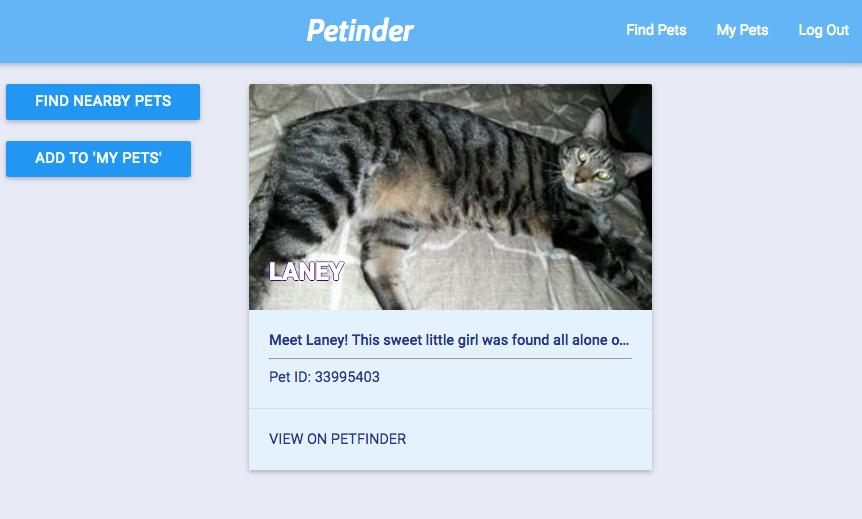 Petinder
Find Pets
My Pets
Log Out
FIND NEARBY PETS
ADD TO 'MY PETS'
LANEY
Meet Laney! This sweet little girl was found all alone o...
Pet ID: 33995403
VIEW ON PETFINDER